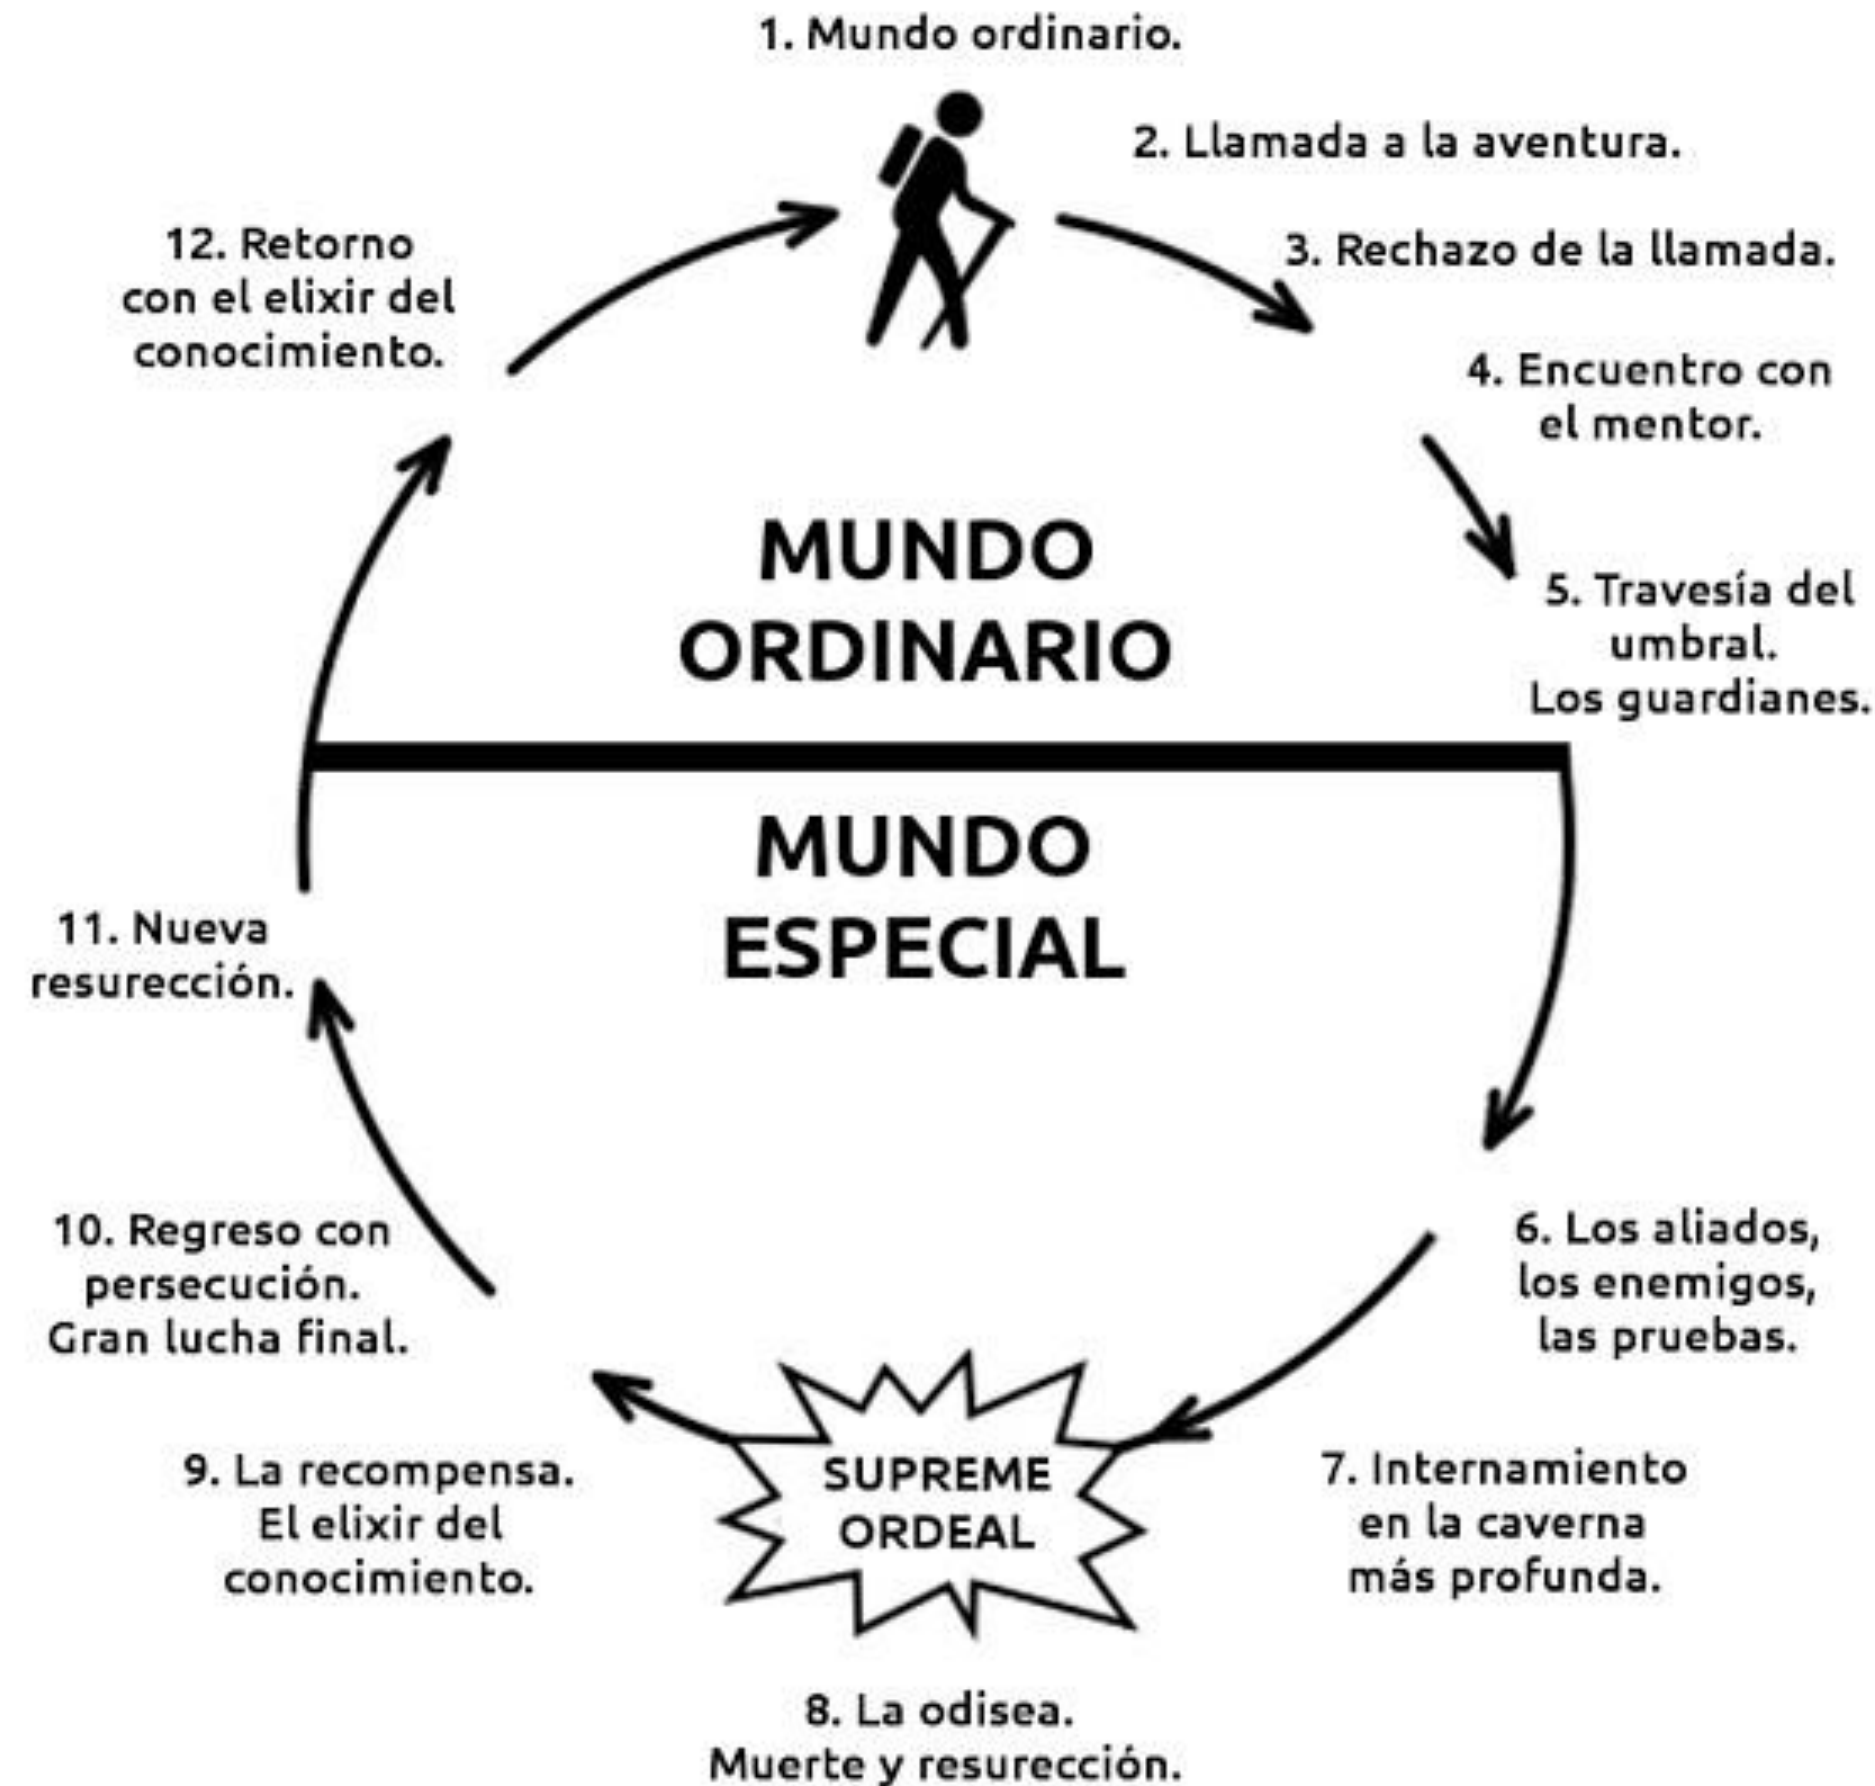 1. Mundo ordinario.
2. Llamada a la aventura.
3. Rechazo de la llamada.
4. Encuentro con
el mentor.
5. Travesía del
umbral.
Los guardianes.
6. Los aliados,
los enemigos,
las pruebas.
7. Internamiento
en la caverna
más profunda.
8. La odisea.
Muerte y resurección.
9. La recompensa.
El elixir del
conocimiento.
10. Regreso con
persecución.
Gran lucha final.
11. Nueva
resurección.
12. Retorno
con el elixir del
conocimiento.
MUNDO
ORDINARIO
MUNDO
ESPECIAL
SUPREME
ORDEAL